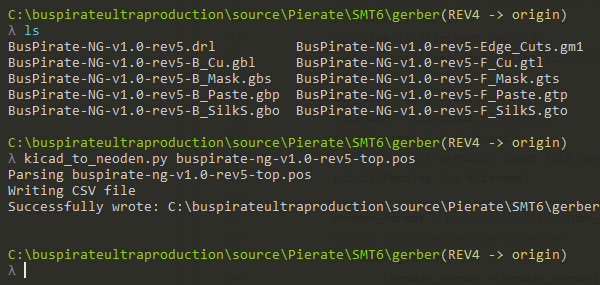 C:\buspirateultraproduction\source\Pierate\SMT6\gerber(REV4 -> origin)
λ ls
BusPirate-NG-v1.0-rev5.drl BusPirate-NG-v1.0-rev5-Edge_Cuts.gm1
BusPirate-NG-v1.0-rev5-B_Cu.gbl BusPirate-NG-v1.0-rev5-F_Cu.gtl
BusPirate-NG-v1.0-rev5-B_Mask.gbs BusPirate-NG-v1.0-rev5-F_Mask.gts
BusPirate-NG-v1.0-rev5-B_Paste.gbp BusPirate-NG-v1.0-rev5-F_Paste.gtp
BusPirate-NG-v1.0-rev5-B_SilkS.gbo BusPirate-NG-v1.0-rev5-F_SilkS.gto
C:\buspirateultraproduction\source\Pierate\SMT6\gerber(REV4 -> origin)
λ kicad_to_neoden.py buspirate-ng-v1.0-rev5-top.pos
Parsing buspirate-ng-v1.0-rev5-top.pos
Writing CSV file
Successfully wrote: C:\buspirateultraproduction\source\Pierate\SMT6\gerber
C:\buspirateultraproduction\source\Pierate\SMT6\gerber(REV4 -> origin)
λ